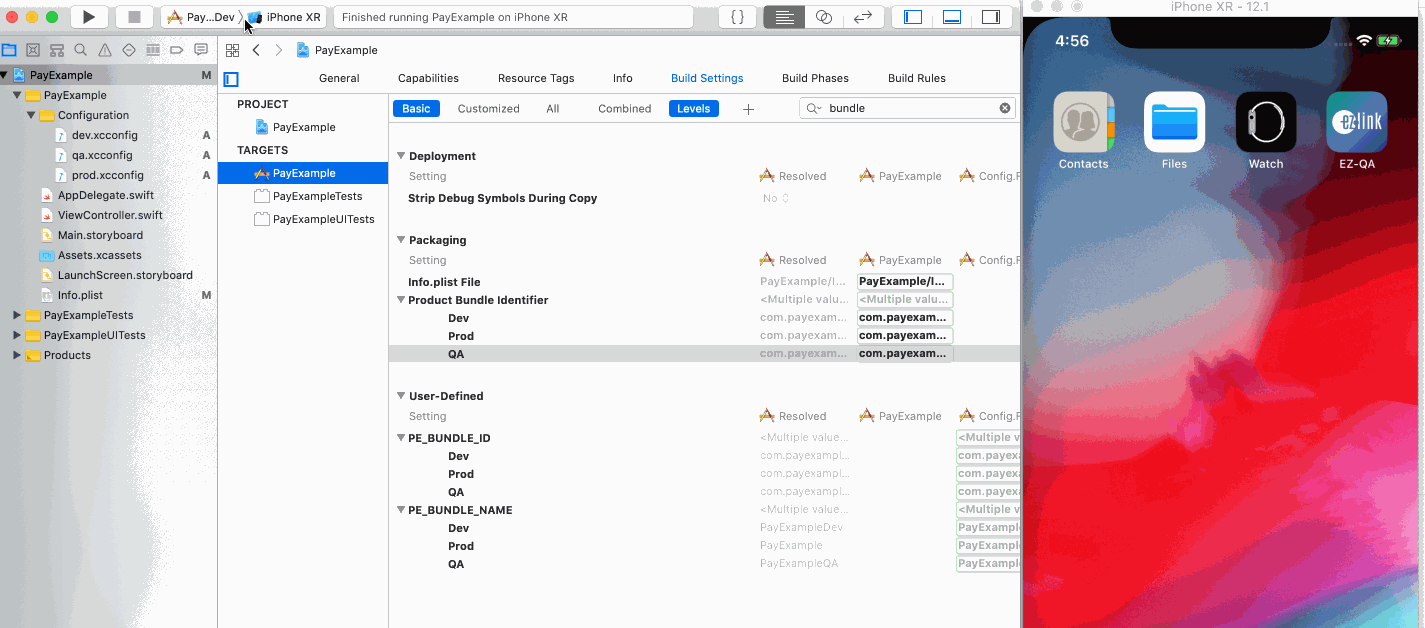 Pay...Dev 〉 iPhone XR
Finished running PayExample on iPhone XR
{ }
PayExample M
PayExample
Configuration
dev.xcconfig A
qa.xcconfig A
prod.xcconfig A
AppDelegate.swift
ViewController.swift
Main.storyboard
Assets.xcassets
LaunchScreen.storyboard
Info.plist M
PayExampleTests
PayExampleUITests
Products
PayExample
General Capabilities Resource Tags Info Build Settings Build Phases Build Rules
PROJECT
PayExample
TARGETS
PayExample
PayExampleTests
PayExampleUITests
Basic Customized All Combined Levels + bundle
Deployment
Setting Resolved PayExample Config.F
Strip Debug Symbols During Copy No
Packaging
Setting Resolved PayExample Config.F
Info.plist File PayExample/I... PayExample/I...
Product Bundle Identifier <Multiple valu... <Multiple valu...
Dev com.payexam... com.payexam...
Prod com.payexam... com.payexam...
QA com.payexam... com.payexam...
User-Defined
Setting Resolved PayExample Config.F
PE_BUNDLE_ID <Multiple value... <Multiple v
Dev com.payexampl... com.payexa
Prod com.payexampl... com.payexa
QA com.payexampl... com.payexa
PE_BUNDLE_NAME <Multiple value... <Multiple v
Dev PayExampleDev PayExample
Prod PayExample PayExample
QA PayExampleQA PayExample
iPhone XR - 12.1
4:56
ezlink
Contacts Files Watch EZ-QA